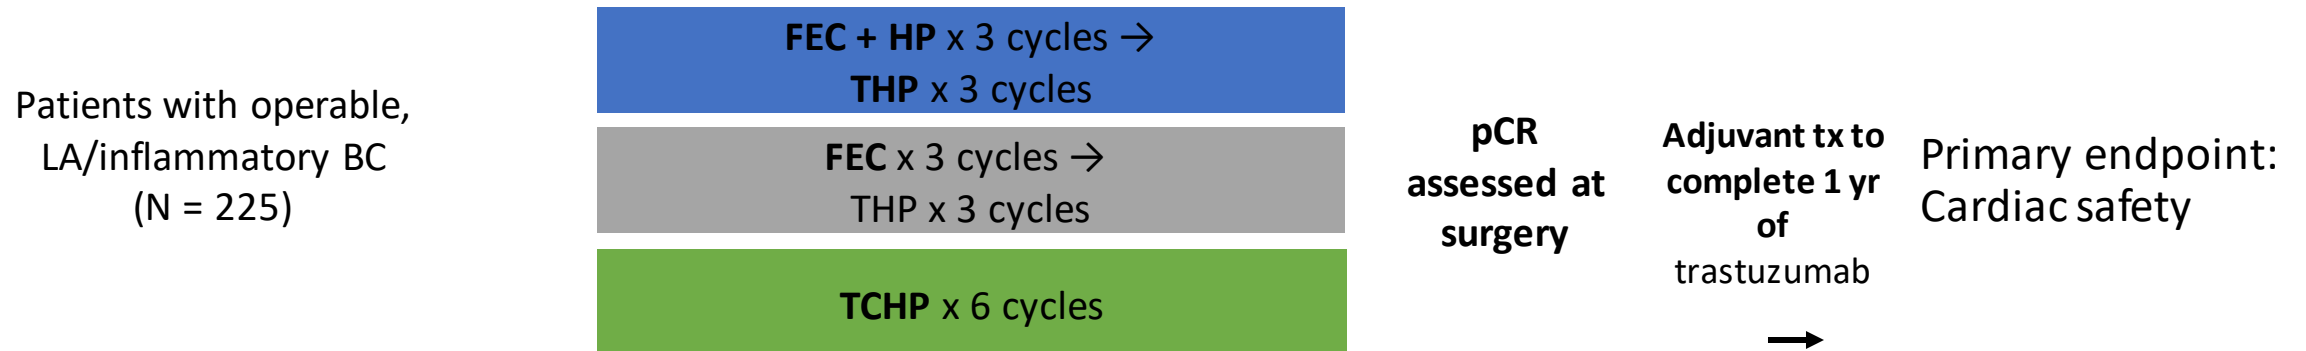 Patients with operable,
LA/inflammatory BC
(N = 225)
FEC + HP x 3 cycles →
THP x 3 cycles
FEC x 3 cycles →
THP x 3 cycles
TCHP x 6 cycles
pCR
assessed at
surgery
Adjuvant tx to
complete 1 yr
of
trastuzumab
Primary endpoint:
Cardiac safety